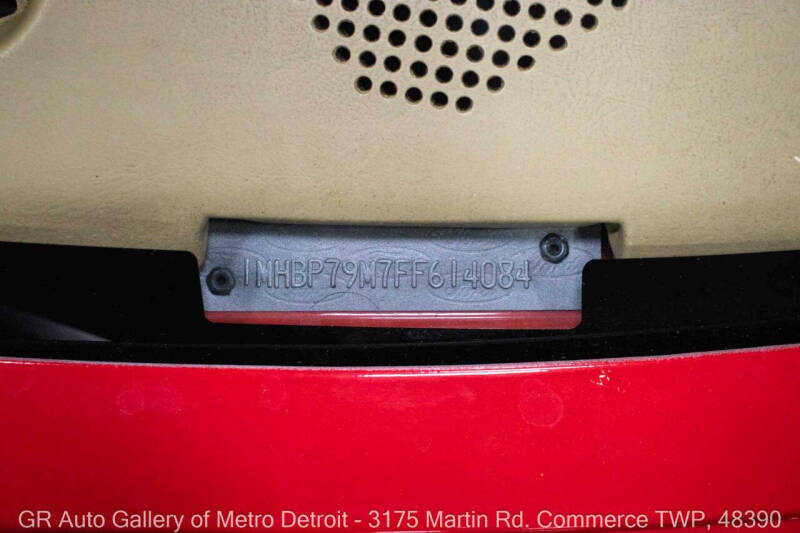 1MHBP79M7FF614084
GR Auto Gallery of Metro Detroit - 3175 Martin Rd. Commerce TWP, 48390